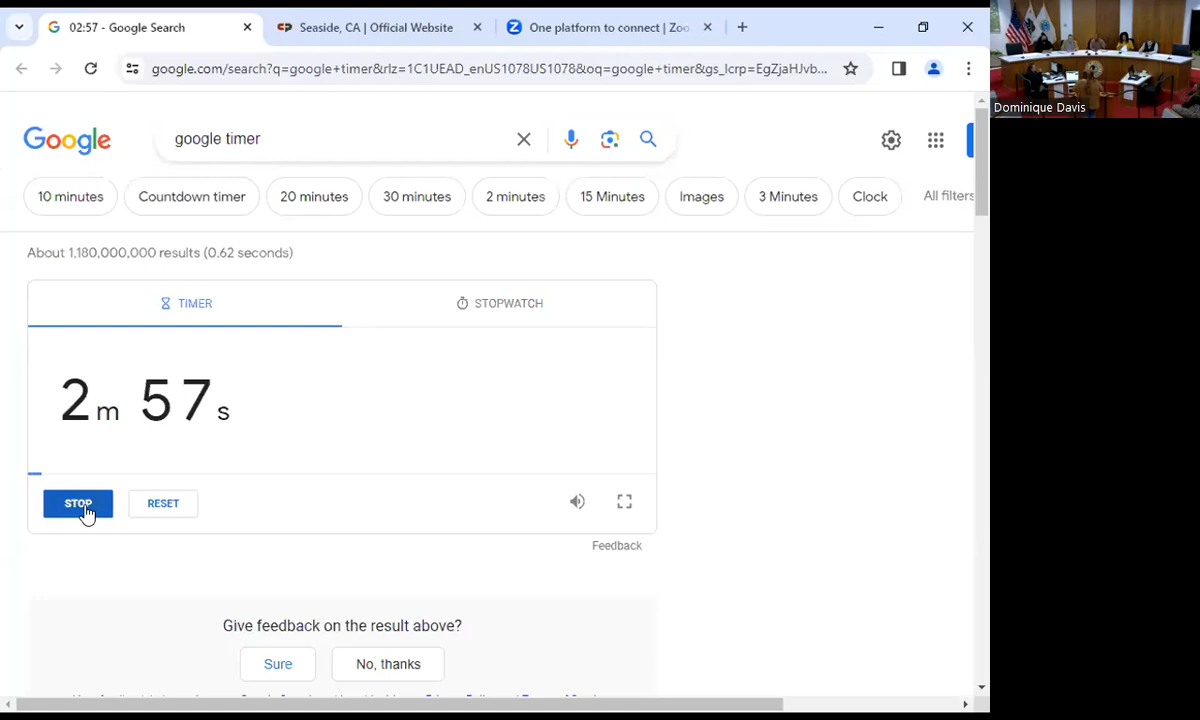 02:57 - Google Search
Seaside, CA | Official Website
One platform to connect | Zoo
google.com/search?q=google+timer&rlz=1C1UEAD_enUS1078US1078&oq=google+timer&gs_lcrp=EgZjaHJvb...
Dominique Davis
Google
google timer
10 minutes
Countdown timer
20 minutes
30 minutes
2 minutes
15 Minutes
Images
3 Minutes
Clock
All filters
About 1,180,000,000 results (0.62 seconds)
TIMER
STOPWATCH
2m 57s
STOP
RESET
Feedback
Give feedback on the result above?
Sure
No, thanks